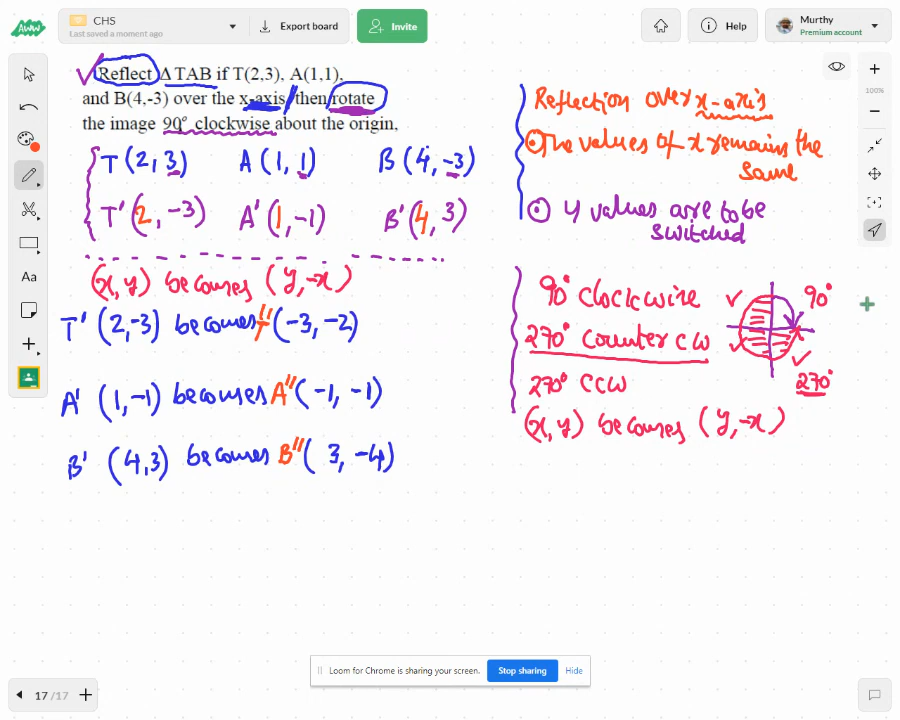 AWW
CHS
Last saved a moment ago
Export board
Invite
Help
Murthy
Premium account
Reflect Δ TAB if T(2,3), A(1,1),
and B(4,-3) over the x-axis then rotate
the image 90° clockwise about the origin,
T (2, 3) A (1, 1) B (4, -3)
T' (2, -3) A' (1, -1) B' (4, 3)
(x, y) becomes (y, -x)
T' (2, -3) becomes T'' (-3, -2)
A' (1, -1) becomes A'' (-1, -1)
B' (4,3) becomes B'' ( 3, -4)
Reflection over x-axis
The values of x remains the
same
y values are to be
switched
90° clockwise
90°
270° counter cw
270° CCW
270°
(x, y) becomes (y, -x)
100%
Aa
Loom for Chrome is sharing your screen.
Stop sharing
Hide
17 /17